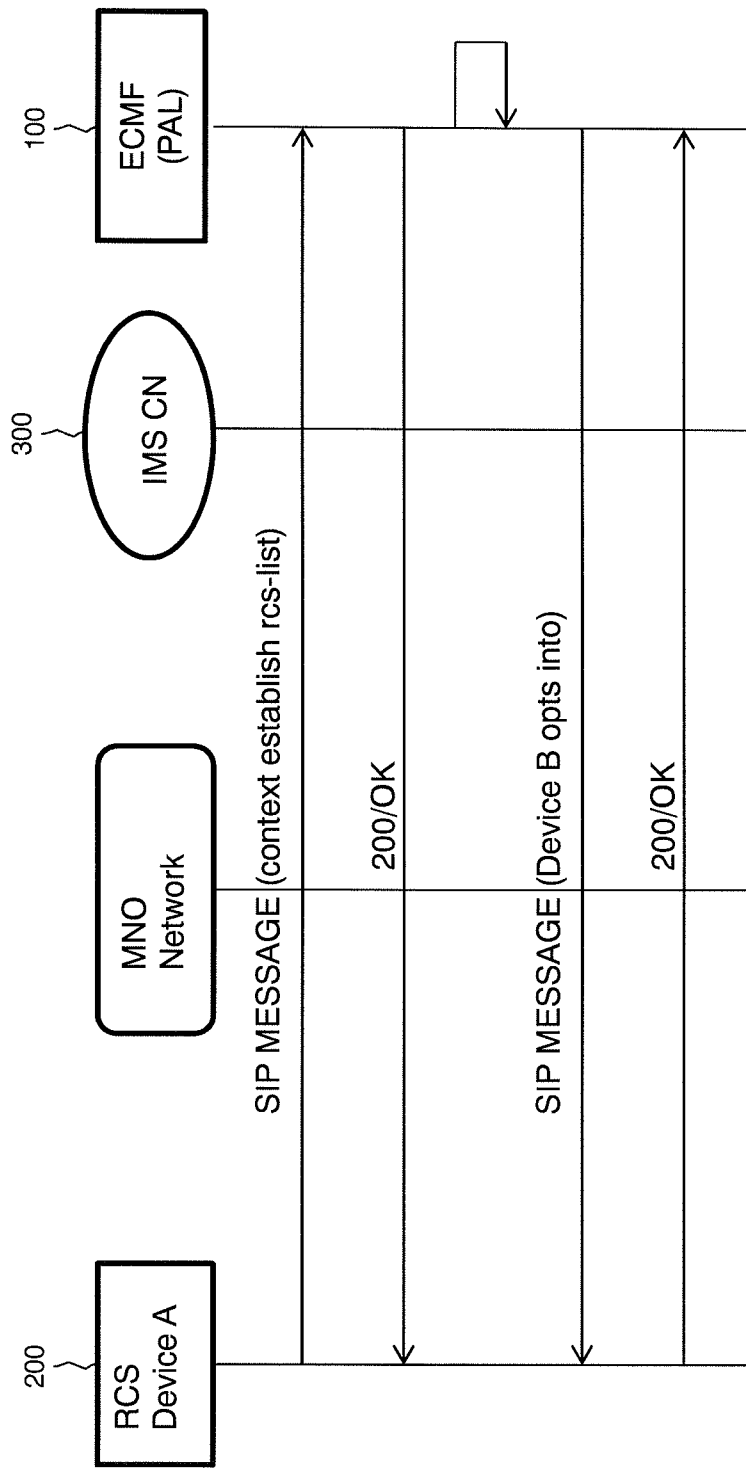 200
RCS
Device A
MNO
Network
300
IMS CN
100
ECMF
(PAL)
SIP MESSAGE (context establish rcs-list)
200/OK
SIP MESSAGE (Device B opts into)
200/OK